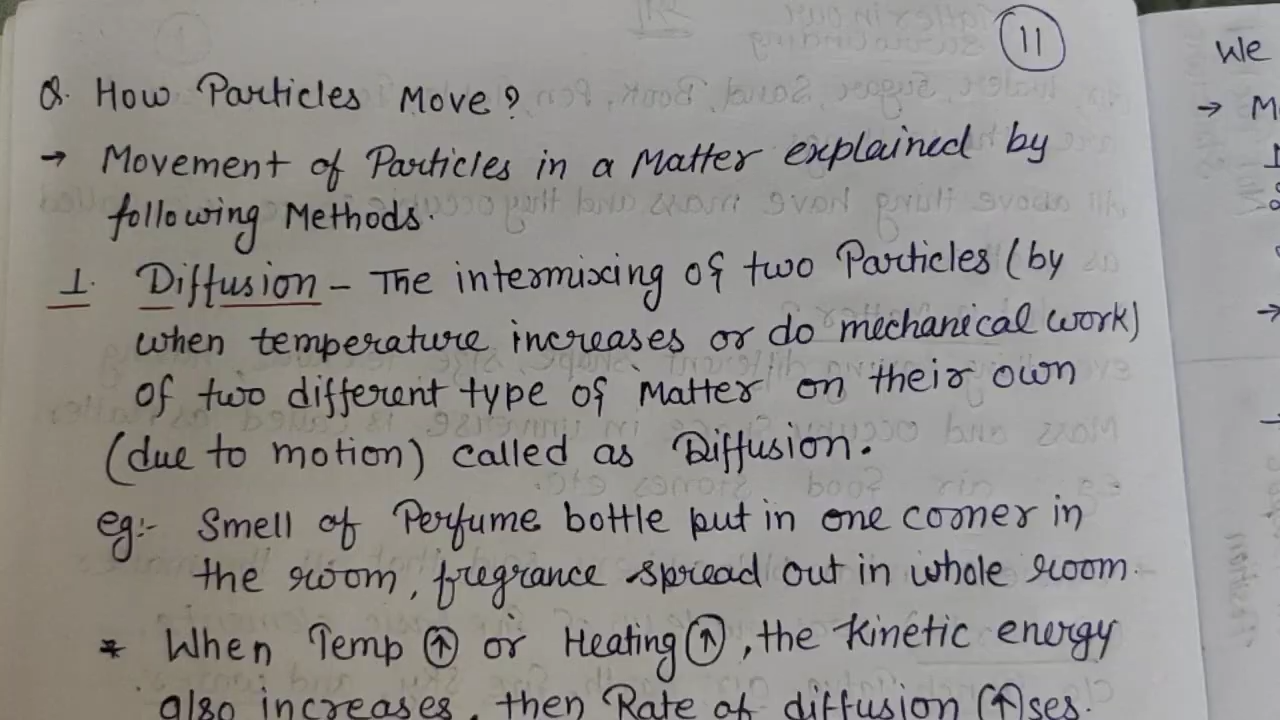 11
Q. How Particles Move?
→ Movement of Particles in a Matter explained by
following Methods.
1. Diffusion - The intermixing of two Particles (by
when temperature increases or do mechanical work)
of two different type of Matter on their own
(due to motion) called as Diffusion.
eg:- Smell of Perfume bottle put in one corner in
the room, fregrance spread out in whole room.
* When Temp ↑ or Heating ↑, the Kinetic energy
also increases, then Rate of diffusion (↑)ses.
We
→
→